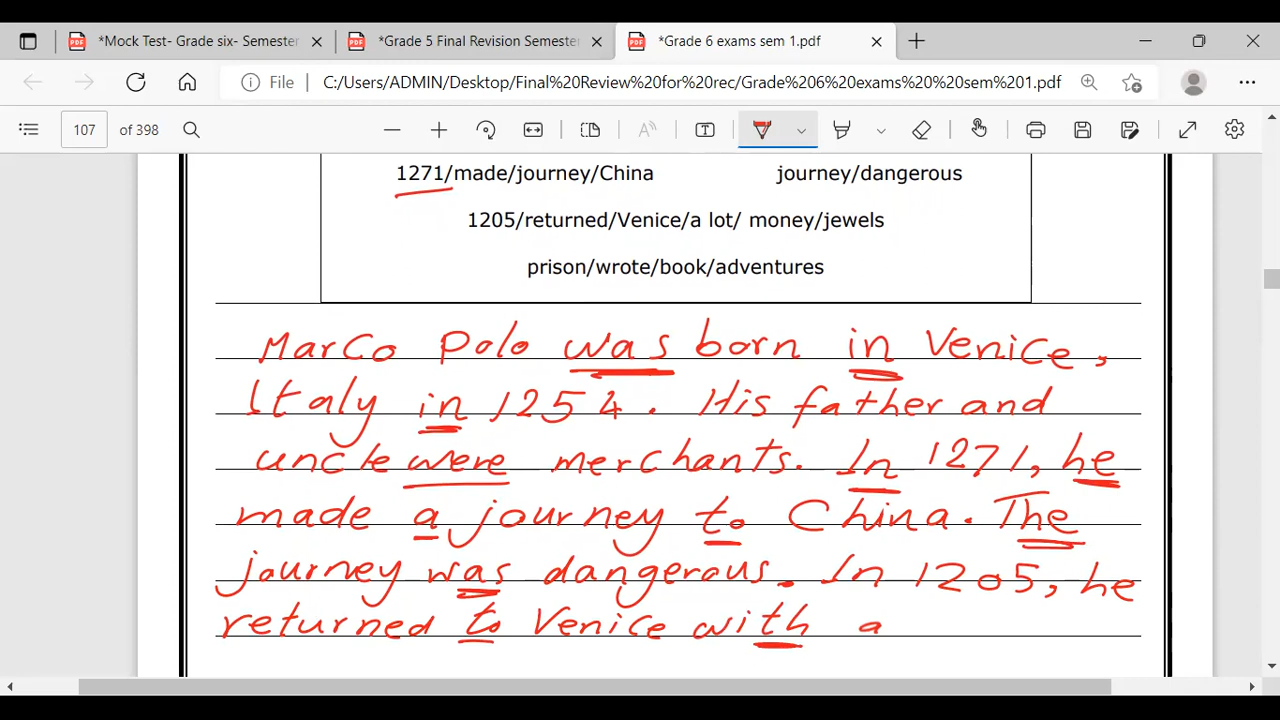 *Mock Test- Grade six- Semester
*Grade 5 Final Revision Semester
*Grade 6 exams sem 1.pdf
File
C:/Users/ADMIN/Desktop/Final%20Review%20for%20rec/Grade%206%20exams%20%20sem%201.pdf
107 of 398
1271/made/journey/China journey/dangerous
1205/returned/Venice/a lot/ money/jewels
prison/wrote/book/adventures
Marco Polo was born in Venice,
Italy in 1254. His father and
uncle were merchants. In 1271, he
made a journey to China. The
journey was dangerous. In 1205, he
returned to Venice with a